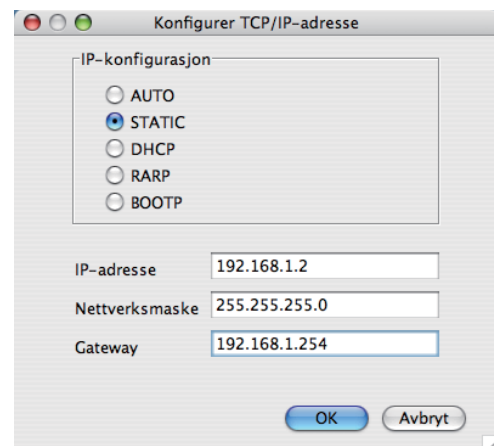 Konfigurer TCP/IP-adresse
IP-konfigurasjon
AUTO
STATIC
DHCP
RARP
BOOTP
IP-adresse 192.168.1.2
Nettverksmaske 255.255.255.0
Gateway 192.168.1.254
OK Avbryt